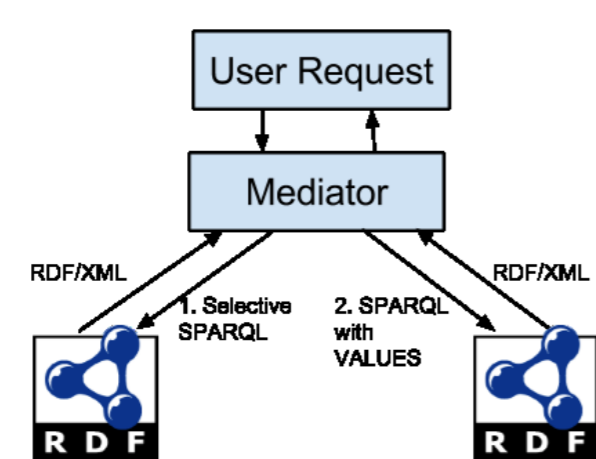 User Request
Mediator
RDF/XML
RDF/XML
1. Selective
SPARQL
2. SPARQL
with
VALUES
R D F
R D F